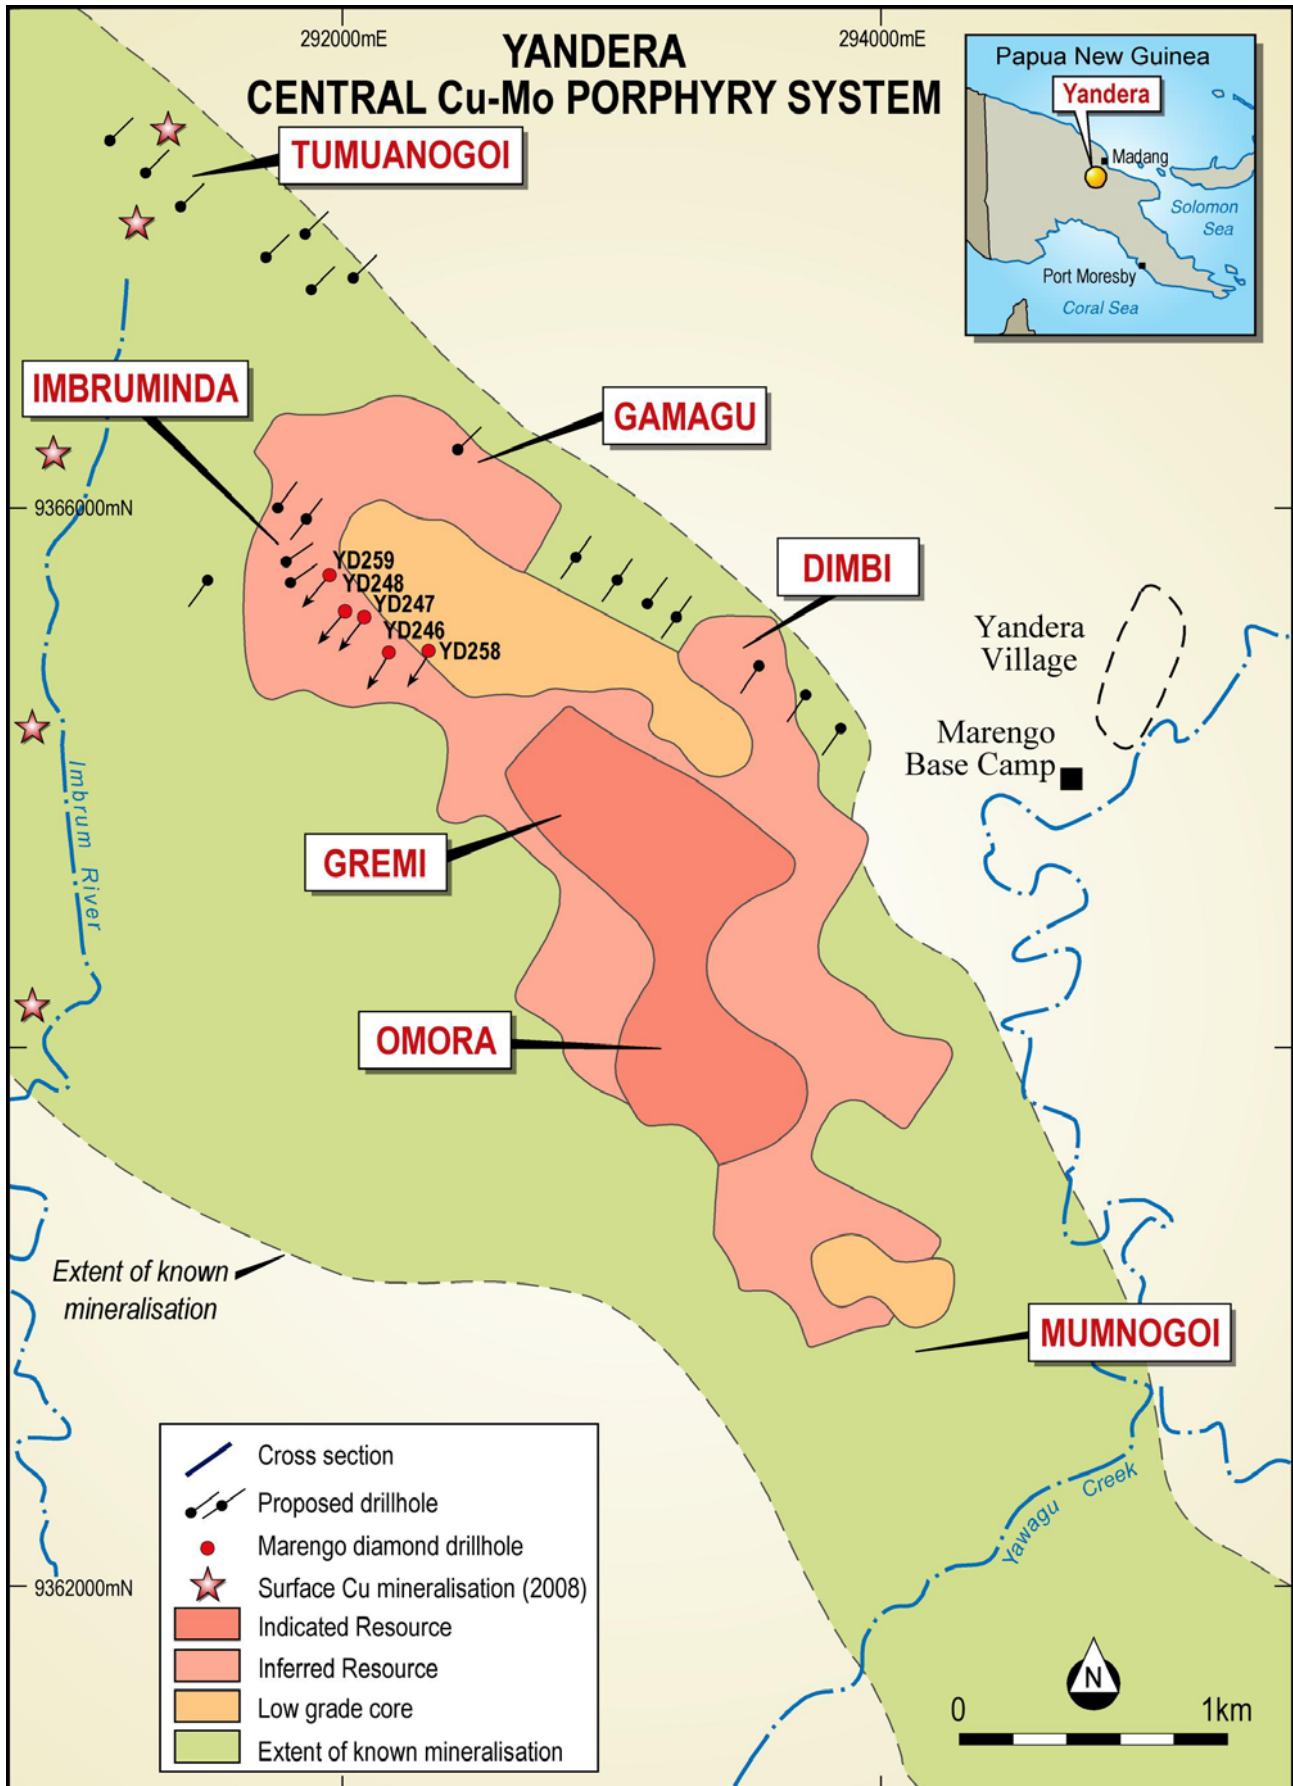 292000mE
294000mE
YANDERA
CENTRAL Cu-Mo PORPHYRY SYSTEM
Papua New Guinea
Yandera
Madang
Solomon
Sea
Port Moresby
Coral Sea
TUMUANOGOI
IMBRUMINDA
GAMAGU
9366000mN
DIMBI
YD259
YD248
YD247
YD246
YD258
Yandera
Village
Marengo
Base Camp
Imbrum River
GREMI
OMORA
Extent of known
mineralisation
MUMNOGOI
Yawagu Creek
Cross section
Proposed drillhole
Marengo diamond drillhole
Surface Cu mineralisation (2008)
9362000mN
Indicated Resource
Inferred Resource
Low grade core
Extent of known mineralisation
N
0 1km